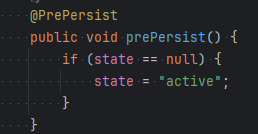 @PrePersist
public void prePersist() {
if (state == null) {
state = "active";
}
}